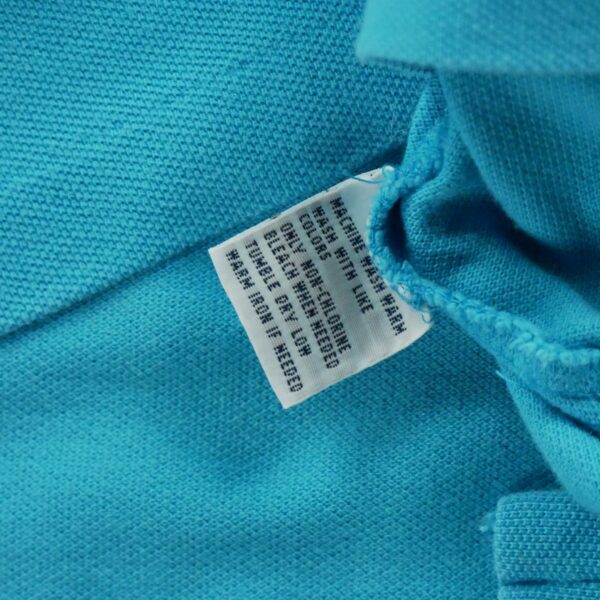 MACHINE WASH WARM
WASH WITH LIKE
COLORS
ONLY NON-CHLORINE
BLEACH WHEN NEEDED
TUMBLE DRY LOW
WARM IRON IF NEEDED